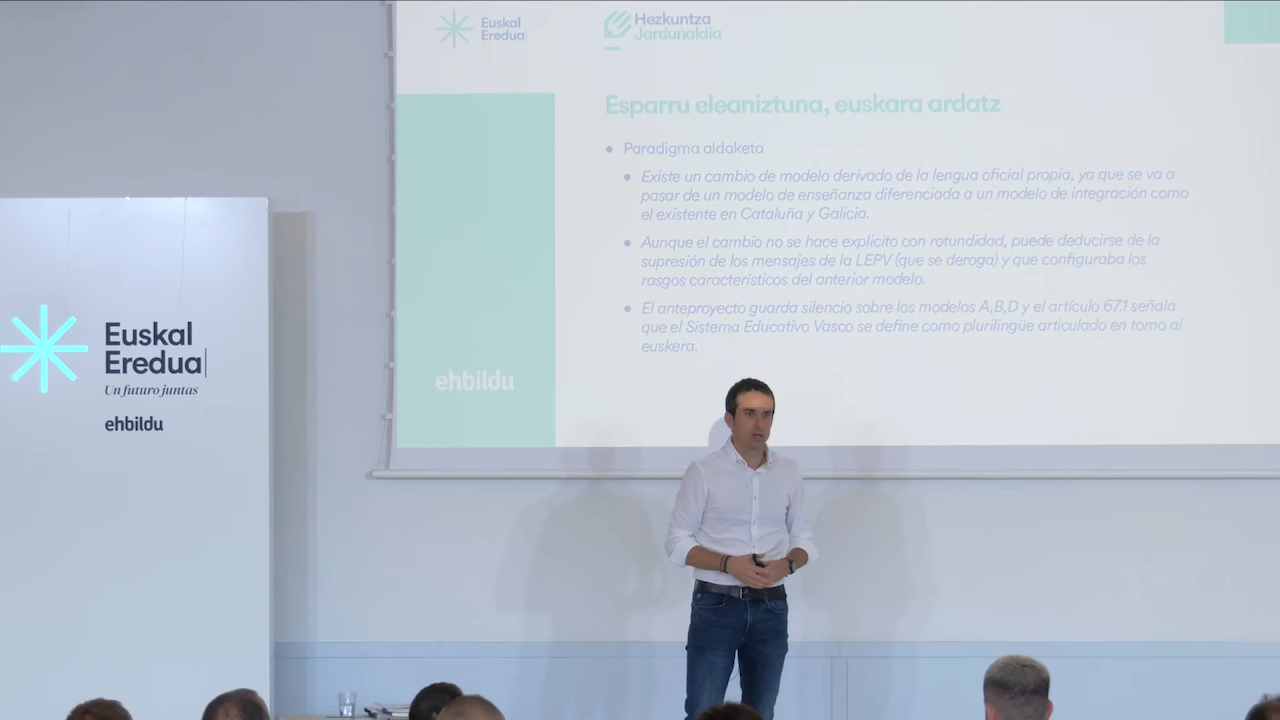 Euskal
Eredua
Hezkuntza
Jardunaldia
Esparru eleaniztuna, euskara ardatz
• Paradigma aldaketa
• Existe un cambio de modelo derivado de la lengua oficial propia, ya que se va a
pasar de un modelo de enseñanza diferenciada a un modelo de integración como
el existente en Cataluña y Galicia.
• Aunque el cambio no se hace explicito con rotundidad, puede deducirse de la
supresión de los mensajes de la LEPV (que se deroga) y que configuraba los
rasgos característicos del anterior modelo.
• El anteproyecto guarda silencio sobre los modelos A,B,D y el artículo 67.1 señala
que el Sistema Educativo Vasco se define como plurilingüe articulado en torno al
euskera.
ehbildu
Euskal
Eredua
Un futuro juntas
ehbildu